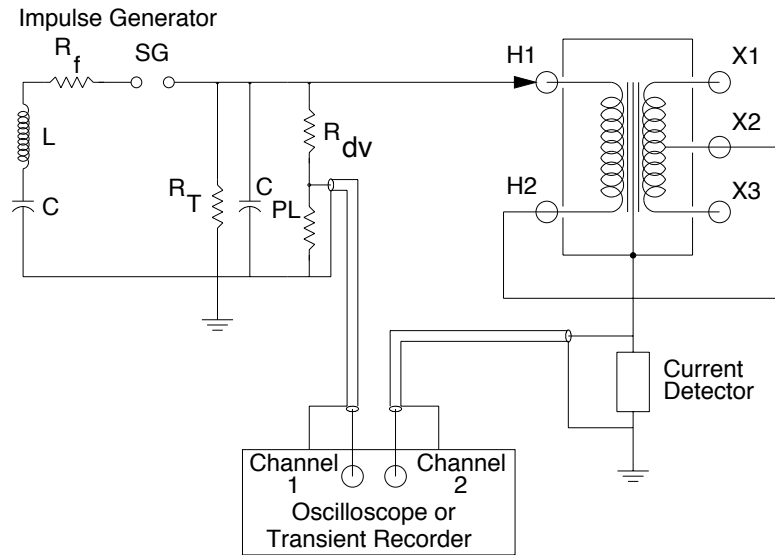 Impulse Generator
R f
SG
H1
X1
L
R dv
X2
R T
C
C
PL
H2
X3
Current
Detector
Channel
1
Channel
2
Oscilloscope or
Transient Recorder